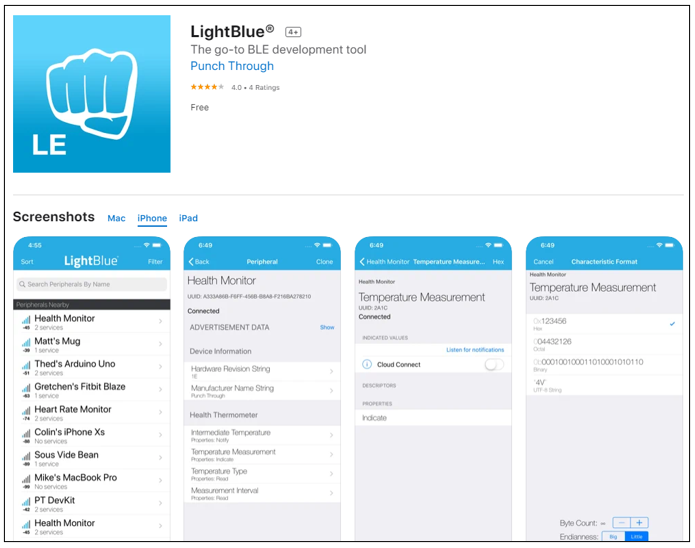 LE
LightBlue® 4+
The go-to BLE development tool
Punch Through
4.0 • 4 Ratings
Free
Screenshots Mac iPhone iPad
4:55
Sort LightBlue Filter
Search Peripherals By Name
Peripherals Nearby
Health Monitor
-45 2 services
Matt's Mug
1 service
Thed's Arduino Uno
-51 2 services
Gretchen's Fitbit Blaze
1 service
Heart Rate Monitor
-74 2 services
Colin's iPhone Xs
No services
Sous Vide Bean
1 service
Mike's MacBook Pro
No services
PT DevKit
-42 2 services
Health Monitor
-45 2 services
6:49
Back Peripheral Clone
Health Monitor
Connected
ADVERTISEMENT DATA Show
Device Information
Hardware Revision String
1E
Manufacturer Name String
Punch Through
Health Thermometer
Intermediate Temperature
Properties: Notify
Temperature Measurement
Properties: Indicate
Temperature Type
Properties: Read
Measurement Interval
Properties: Read
6:49
Health Monitor Temperature Measure... Hex
Health Monitor
Temperature Measurement
UUID: 2A1C
Connected
INDICATED VALUES
Listen for notifications
Cloud Connect
DESCRIPTORS
PROPERTIES
Indicate
6:49
Cancel Characteristic Format
Health Monitor
Temperature Measurement
UUID: 2A1C
0x123456
Hex
004432126
Octal
0b000100100011010001010110
Binary
'4V'
UTF-8 String
Byte Count: ∞ − +
Endianness: Big Little